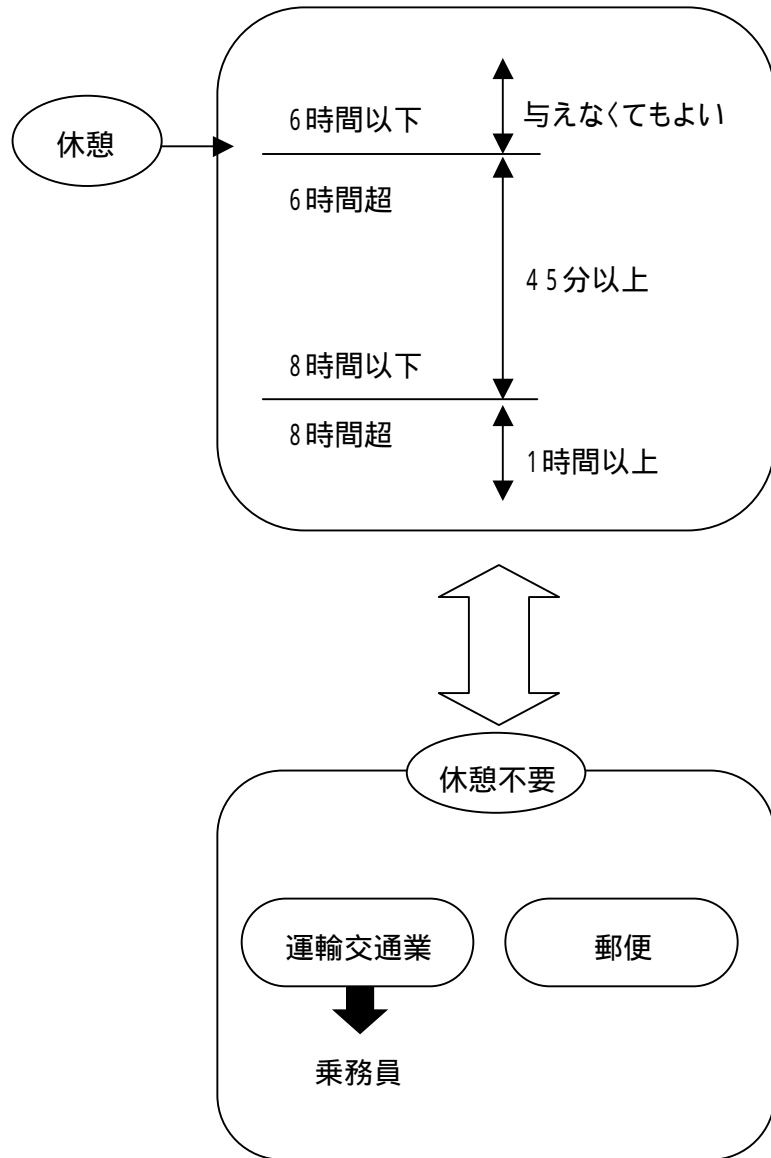 休憩
6時間以下
与えなくてもよい
6時間超
45分以上
8時間以下
8時間超
1時間以上
休憩不要
運輸交通業
郵便
乗務員